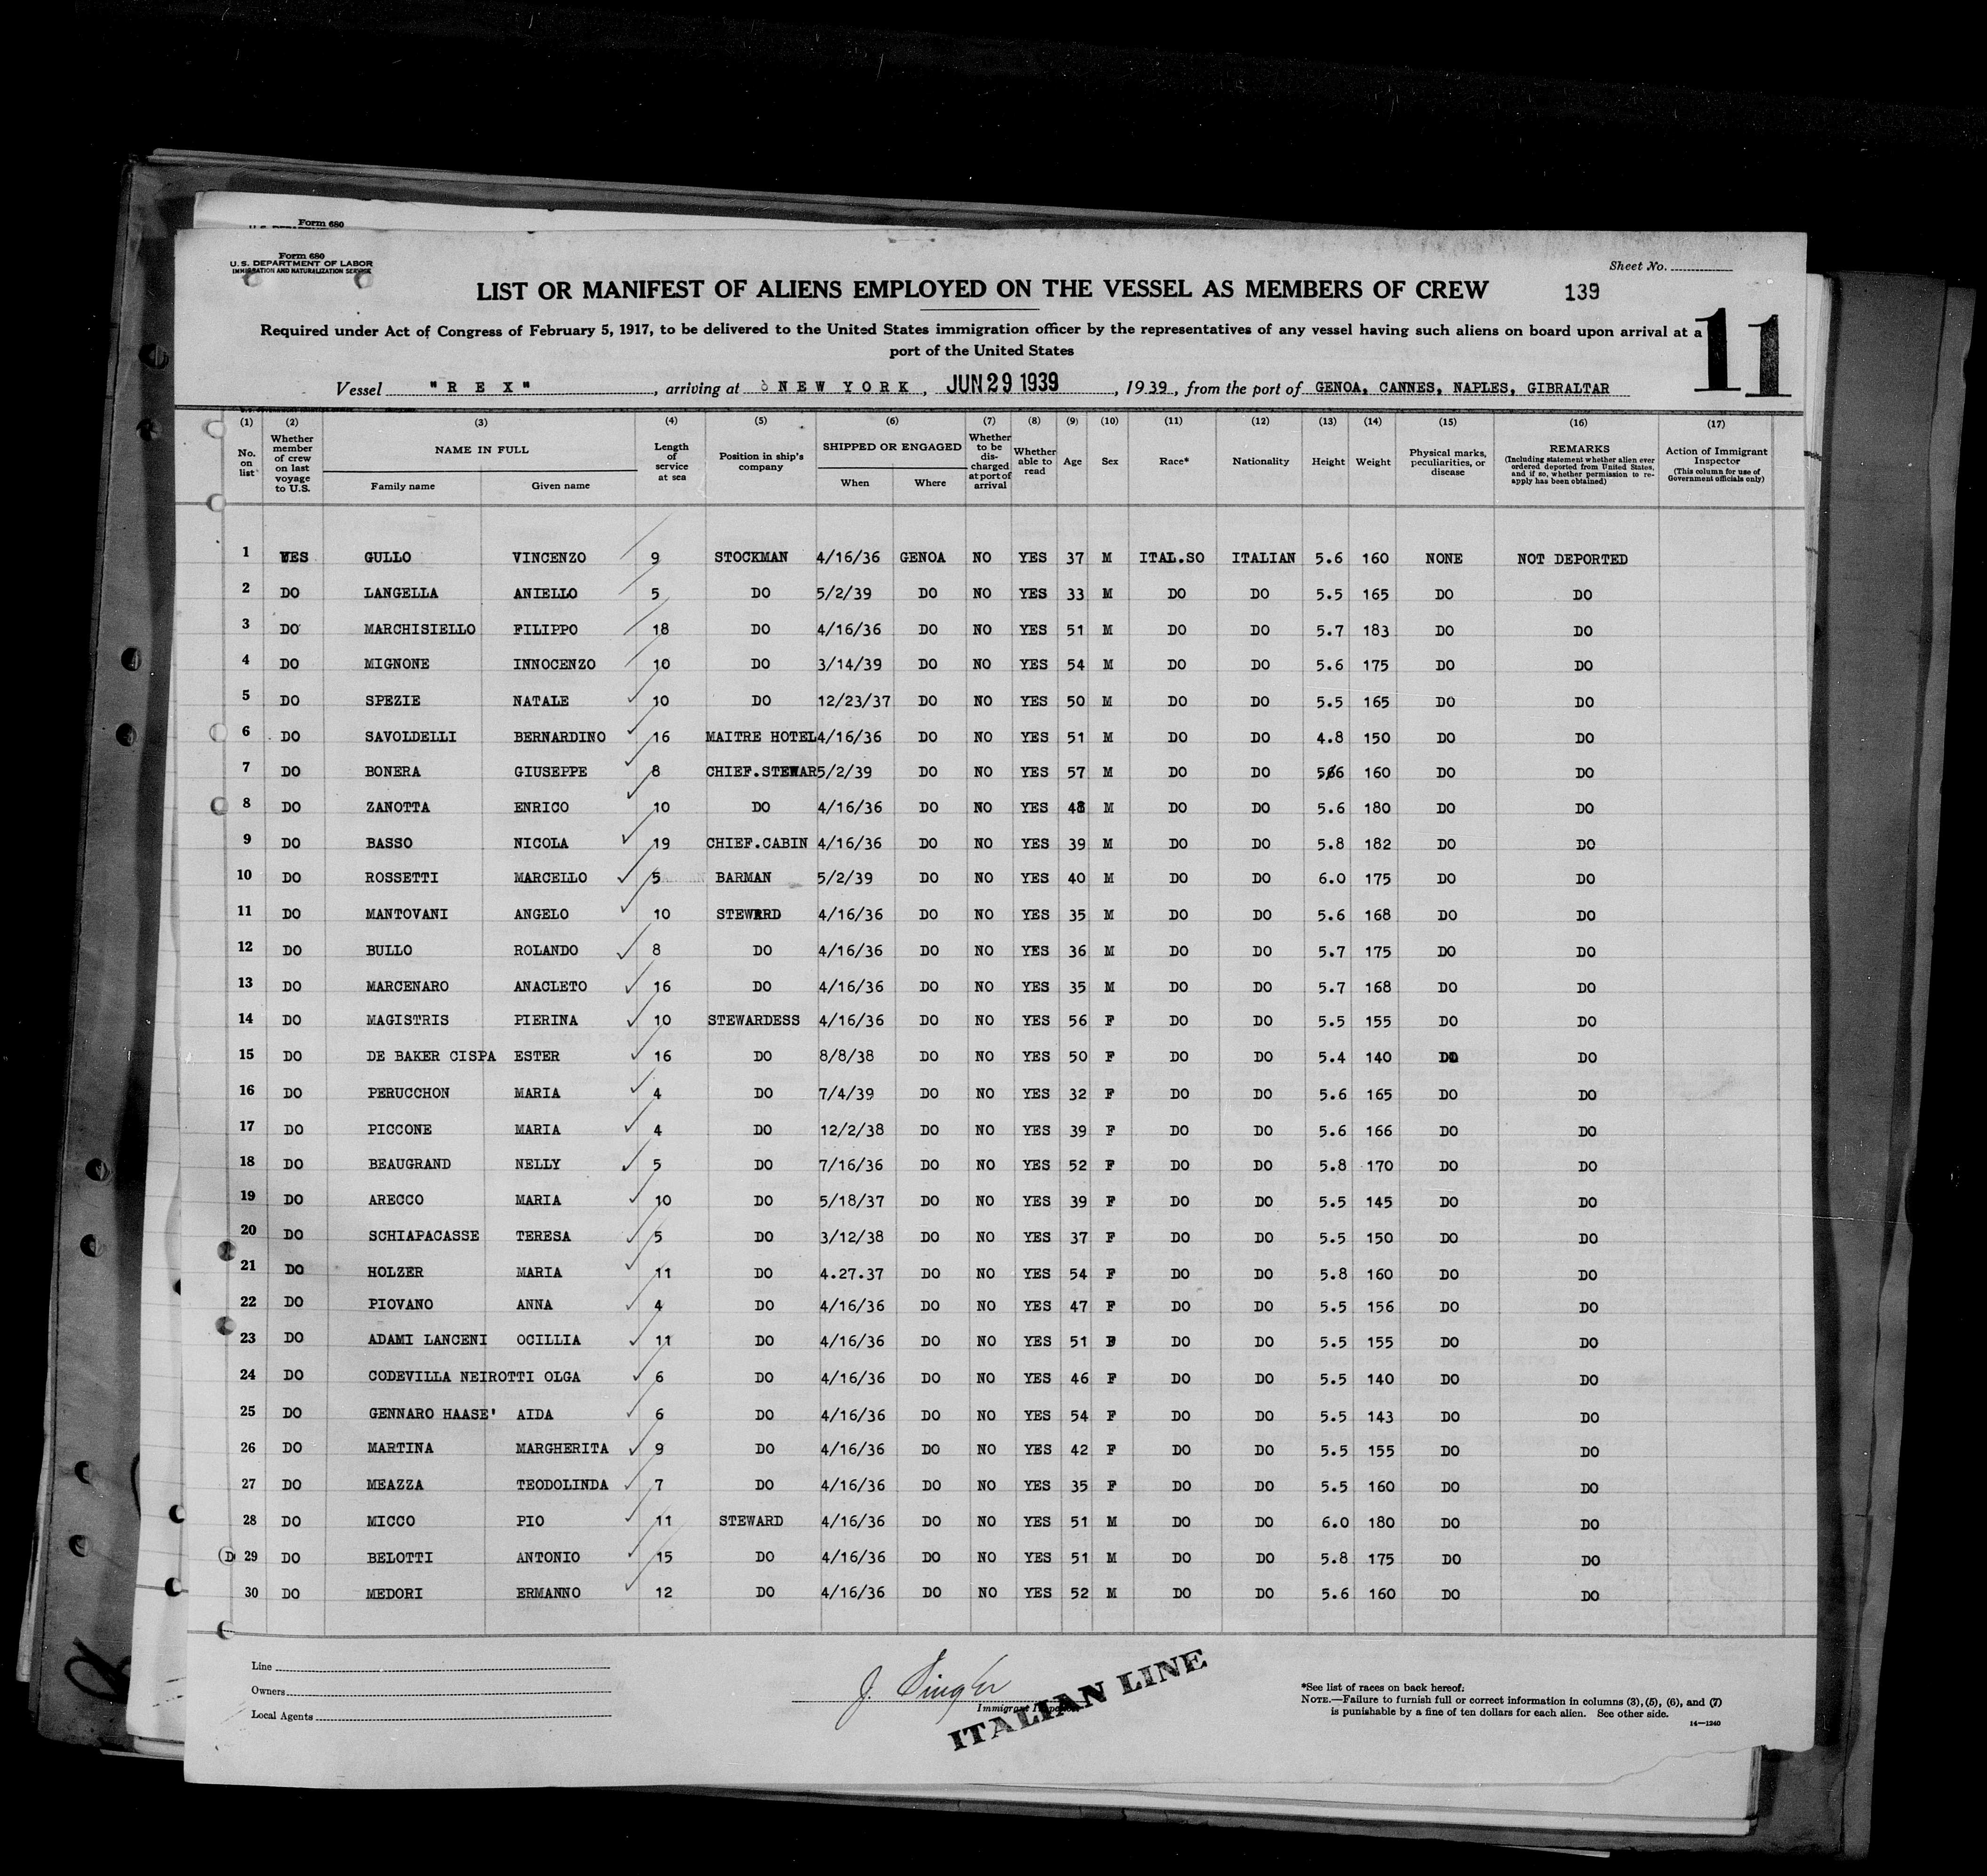 Form 680
Form 680
U. S. DEPARTMENT OF LABOR
IMMIGRATION AND NATURALIZATION SERVICE
Sheet No.
LIST OR MANIFEST OF ALIENS EMPLOYED ON THE VESSEL AS MEMBERS OF CREW
139
11
Required under Act of Congress of February 5, 1917, to be delivered to the United States immigration officer by the representatives of any vessel having such aliens on board upon arrival at a
port of the United States
Vessel "R E X", arriving at N E W Y O R K, JUN 29 1939, 1939, from the port of GENOA, CANNES, NAPLES, GIBRALTAR
(1) (2) (3) (4) (5) (6) (7) (8) (9) (10) (11) (12) (13) (14) (15) (16) (17)
No. on list Whether member of crew on last voyage to U.S. NAME IN FULL Family name Given name Length of service at sea Position in ship's company SHIPPED OR ENGAGED When Where Whether to be discharged at port of arrival Whether able to read Age Sex Race* Nationality Height Weight Physical marks, peculiarities, or disease REMARKS (Including statement whether alien ever ordered deported from United States, and if so, whether permission to reapply has been obtained) Action of Immigrant Inspector (This column for use of Government officials only)
1 YES GULLO VINCENZO 9 STOCKMAN 4/16/36 GENOA NO YES 37 M ITAL.SO ITALIAN 5.6 160 NONE NOT DEPORTED
2 DO LANGELLA ANIELLO 5 DO 5/2/39 DO NO YES 33 M DO DO 5.5 165 DO DO
3 DO MARCHISIELLO FILIPPO 18 DO 4/16/36 DO NO YES 51 M DO DO 5.7 183 DO DO
4 DO MIGNONE INNOCENZO 10 DO 3/14/39 DO NO YES 54 M DO DO 5.6 175 DO DO
5 DO SPEZIE NATALE 10 DO 12/23/37 DO NO YES 50 M DO DO 5.5 165 DO DO
6 DO SAVOLDELLI BERNARDINO 16 MAITRE HOTEL 4/16/36 DO NO YES 51 M DO DO 4.8 150 DO DO
7 DO BONERA GIUSEPPE 8 CHIEF.STEWAR 5/2/39 DO NO YES 57 M DO DO 5.6 160 DO DO
8 DO ZANOTTA ENRICO 10 DO 4/16/36 DO NO YES 48 M DO DO 5.6 180 DO DO
9 DO BASSO NICOLA 19 CHIEF.CABIN 4/16/36 DO NO YES 39 M DO DO 5.8 182 DO DO
10 DO ROSSETTI MARCELLO 5 BARMAN 5/2/39 DO NO YES 40 M DO DO 6.0 175 DO DO
11 DO MANTOVANI ANGELO 10 STEWARD 4/16/36 DO NO YES 35 M DO DO 5.6 168 DO DO
12 DO BULLO ROLANDO 8 DO 4/16/36 DO NO YES 36 M DO DO 5.7 175 DO DO
13 DO MARCENARO ANACLETO 16 DO 4/16/36 DO NO YES 35 M DO DO 5.7 168 DO DO
14 DO MAGISTRIS PIERINA 10 STEWARDESS 4/16/36 DO NO YES 56 F DO DO 5.5 155 DO DO
15 DO DE BAKER CISPA ESTER 16 DO 8/8/38 DO NO YES 50 F DO DO 5.4 140 DO DO
16 DO PERUCCHON MARIA 4 DO 7/4/39 DO NO YES 32 F DO DO 5.6 165 DO DO
17 DO PICCONE MARIA 4 DO 12/2/38 DO NO YES 39 F DO DO 5.6 166 DO DO
18 DO BEAUGRAND NELLY 5 DO 7/16/36 DO NO YES 52 F DO DO 5.8 170 DO DO
19 DO ARECCO MARIA 10 DO 5/18/37 DO NO YES 39 F DO DO 5.5 145 DO DO
20 DO SCHIAPACASSE TERESA 5 DO 3/12/38 DO NO YES 37 F DO DO 5.5 150 DO DO
21 DO HOLZER MARIA 11 DO 4.27.37 DO NO YES 54 F DO DO 5.8 160 DO DO
22 DO PIOVANO ANNA 4 DO 4/16/36 DO NO YES 47 F DO DO 5.5 156 DO DO
23 DO ADAMI LANCENI OCILLIA 11 DO 4/16/36 DO NO YES 51 F DO DO 5.5 155 DO DO
24 DO CODEVILLA NEIROTTI OLGA 6 DO 4/16/36 DO NO YES 46 F DO DO 5.5 140 DO DO
25 DO GENNARO HAASE' AIDA 6 DO 4/16/36 DO NO YES 54 F DO DO 5.5 143 DO DO
26 DO MARTINA MARGHERITA 9 DO 4/16/36 DO NO YES 42 F DO DO 5.5 155 DO DO
27 DO MEAZZA TEODOLINDA 7 DO 4/16/36 DO NO YES 35 F DO DO 5.5 160 DO DO
28 DO MICCO PIO 11 STEWARD 4/16/36 DO NO YES 51 M DO DO 6.0 180 DO DO
D 29 DO BELOTTI ANTONIO 15 DO 4/16/36 DO NO YES 51 M DO DO 5.8 175 DO DO
30 DO MEDORI ERMANNO 12 DO 4/16/36 DO NO YES 52 M DO DO 5.6 160 DO DO
Line
Owners
Local Agents
J.
Immigrant Inspector
ITALIAN LINE
*See list of races on back hereof.
NOTE.—Failure to furnish full or correct information in columns (3), (5), (6), and (7)
is punishable by a fine of ten dollars for each alien. See other side.
14—1240